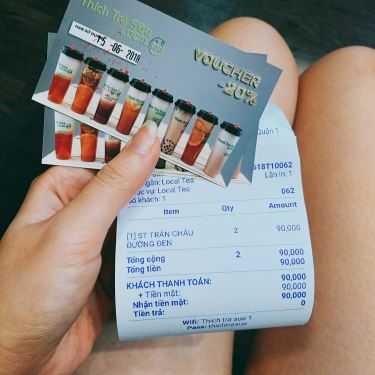 Thích Trà Sữa
15 -06- 2018
VOUCHER
-20%
Quận 1
618T10062
Lần in: 1
ngân: Local Tea
vụ: Local Tea
khách: 1
062
Item Qty Amount
[1] ST TRÂN CHÂU 2 90,000
ĐƯỜNG ĐEN
Tổng cộng 2 90,000
Tổng tiền 90,000
KHÁCH THANH TOÁN: 90,000
+ Tiền mặt: 90,000
Nhận tiền mặt: 90,000
Tiền trả: 0
Wifi: Thich tra sua 1
Pass: